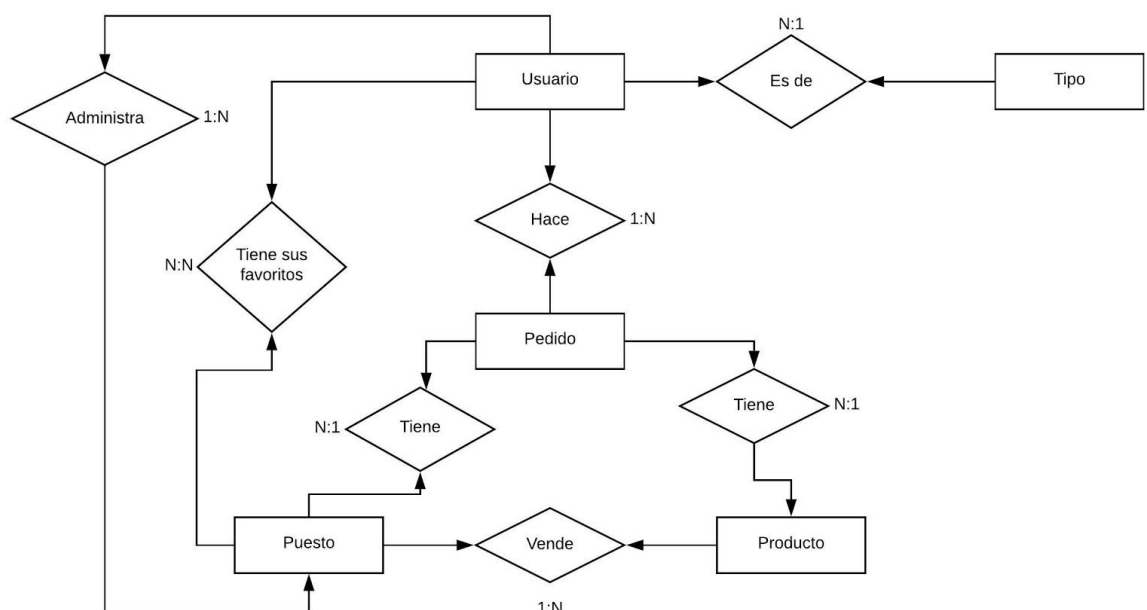 N:1
Usuario
Es de
Tipo
Administra
1:N
Hace
1:N
Tiene sus
favoritos
N:N
Pedido
N:1
Tiene
Tiene
N:1
Puesto
Vende
Producto
1:N